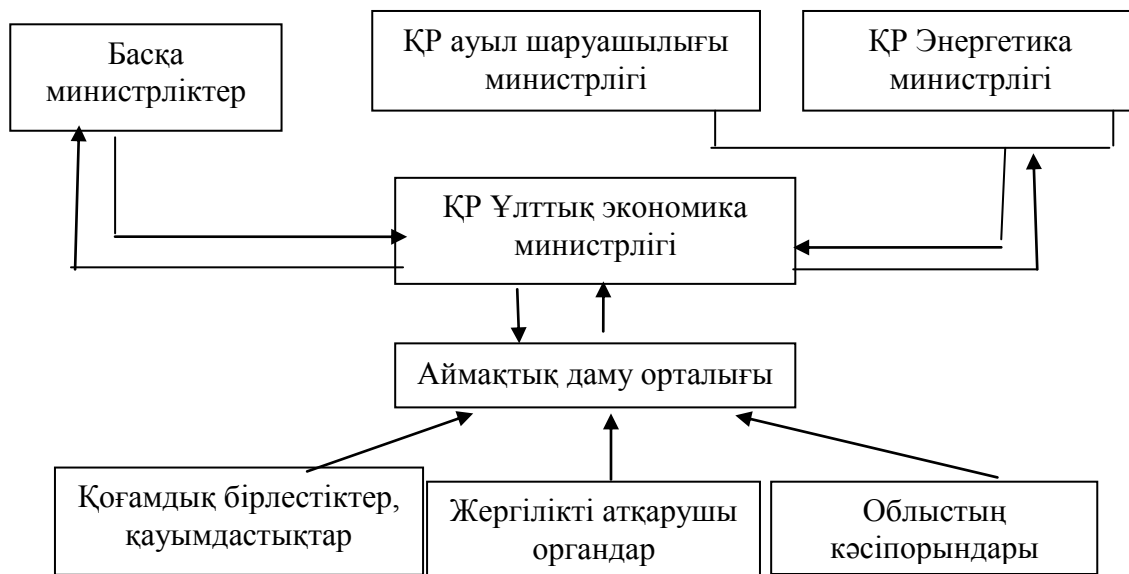 Басқа
министрліктер
ҚР ауыл шаруашылығы
министрлігі
ҚР Энергетика
министрлігі
ҚР Ұлттық экономика
министрлігі
Аймақтық даму орталығы
Қоғамдық бірлестіктер,
қауымдастықтар
Жергілікті атқарушы
органдар
Облыстың
кәсіпорындары